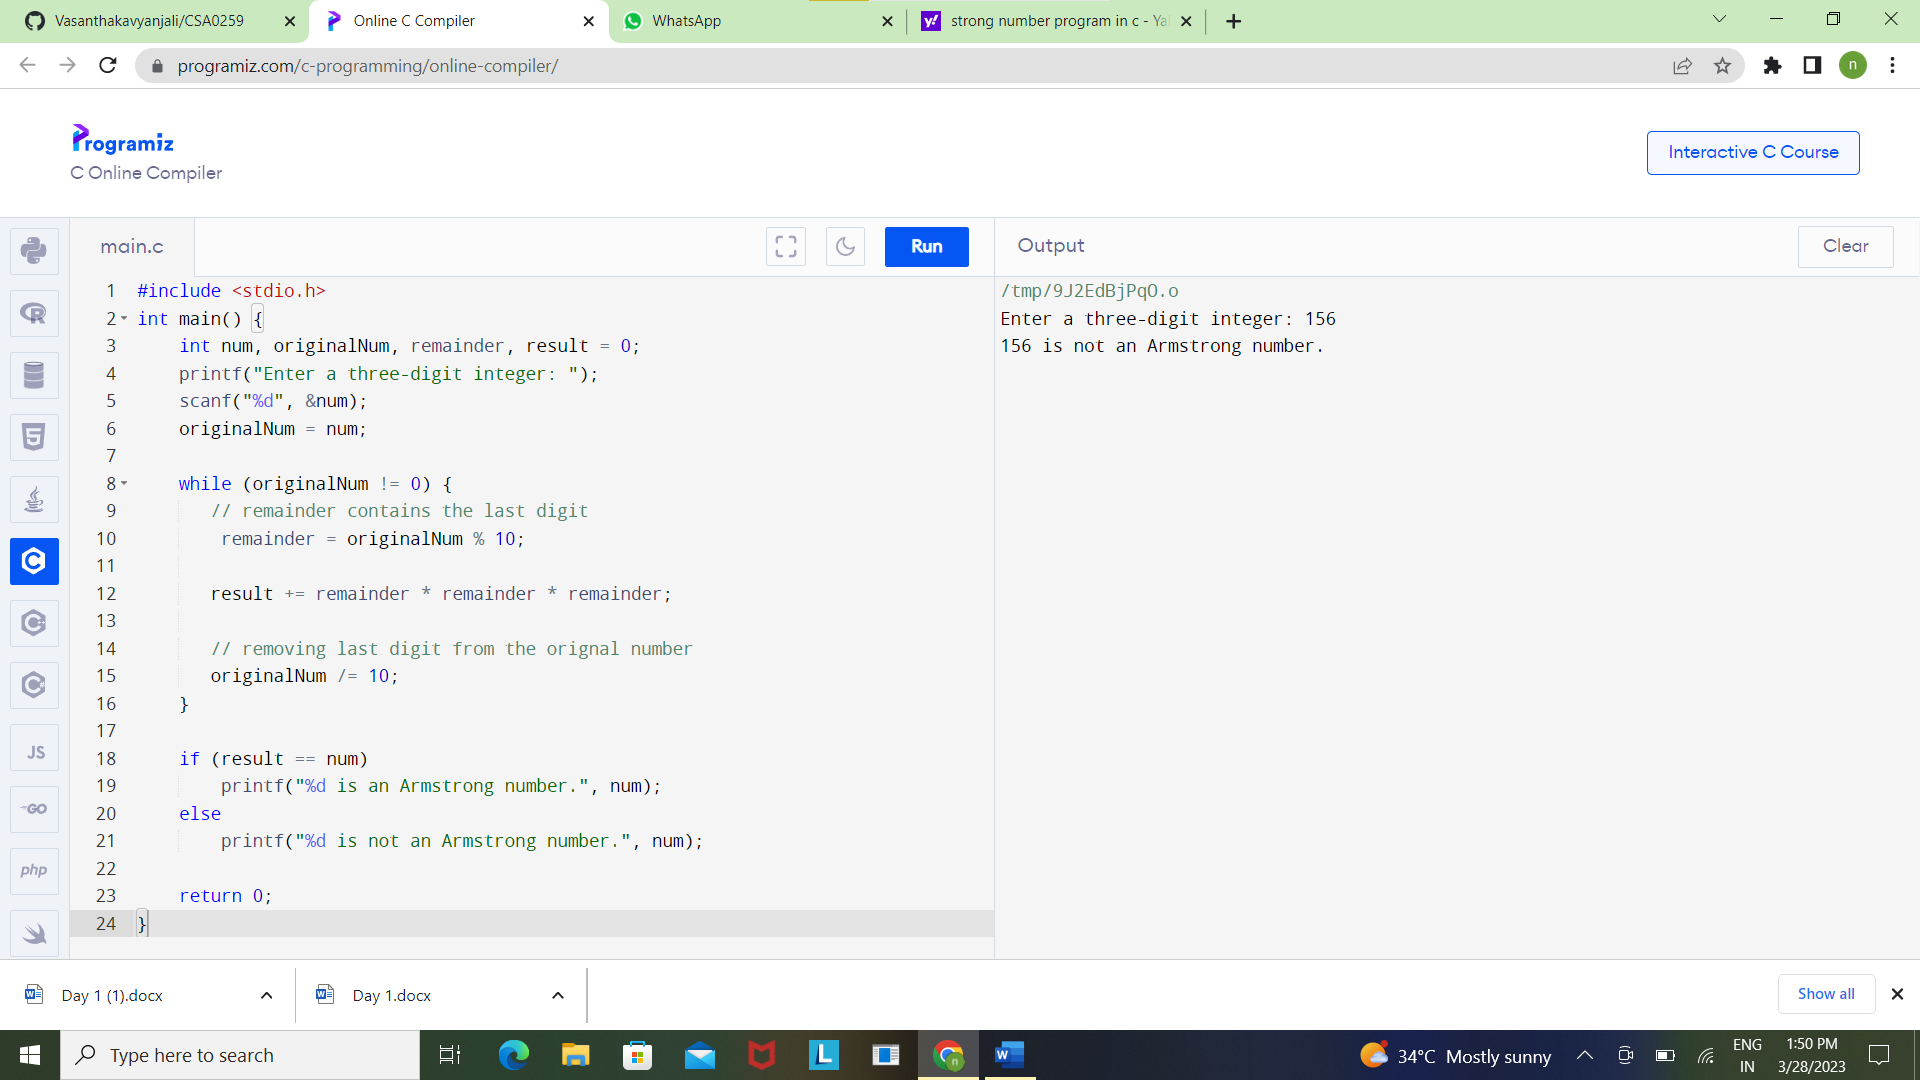 Vasanthakavyanjali/CSA0259
Online C Compiler
WhatsApp
strong number program in c - Ya
programiz.com/c-programming/online-compiler/
n
Programiz
C Online Compiler
Interactive C Course
main.c
Run
Output
Clear
1 #include <stdio.h>
2 int main() {
3 int num, originalNum, remainder, result = 0;
4 printf("Enter a three-digit integer: ");
5 scanf("%d", &num);
6 originalNum = num;
7
8 while (originalNum != 0) {
9 // remainder contains the last digit
10 remainder = originalNum % 10;
11
12 result += remainder * remainder * remainder;
13
14 // removing last digit from the orignal number
15 originalNum /= 10;
16 }
17
18 if (result == num)
19 printf("%d is an Armstrong number.", num);
20 else
21 printf("%d is not an Armstrong number.", num);
22
23 return 0;
24 }
/tmp/9J2EdBjPqO.o
Enter a three-digit integer: 156
156 is not an Armstrong number.
JS
GO
php
Day 1 (1).docx
Day 1.docx
Show all
Type here to search
34°C Mostly sunny
ENG
IN
1:50 PM
3/28/2023